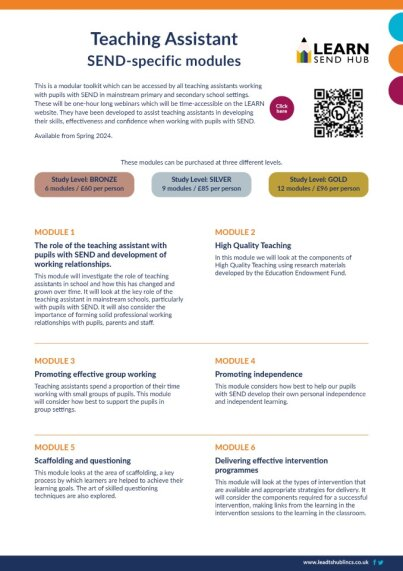 Teaching Assistant
SEND-specific modules
LEARN
SEND HUB
This is a modular toolkit which can be accessed by all teaching assistants working
with pupils with SEND in mainstream primary and secondary school settings.
These will be one-hour long webinars which will be time-accessible on the LEARN
website. They have been developed to assist teaching assistants in developing
their skills, effectiveness and confidence when working with pupils with SEND.
Click
here
Available from Spring 2024.
These modules can be purchased at three different levels.
Study Level: BRONZE
6 modules / £60 per person
Study Level: SILVER
9 modules / £85 per person
Study Level: GOLD
12 modules / £96 per person
MODULE 1
The role of the teaching assistant with
pupils with SEND and development of
working relationships.
This module will investigate the role of teaching
assistants in school and how this has changed and
grown over time. It will look at the key role of the
teaching assistant in mainstream schools, particularly
with pupils with SEND. It will also consider the
importance of forming solid professional working
relationships with pupils, parents and staff.
MODULE 2
High Quality Teaching
In this module we will look at the components of
High Quality Teaching using research materials
developed by the Education Endowment Fund.
MODULE 3
Promoting effective group working
Teaching assistants spend a proportion of their time
working with small groups of pupils. This module
will consider how best to support the pupils in
group settings.
MODULE 4
Promoting independence
This module considers how best to help our pupils
with SEND develop their own personal independence
and independent learning.
MODULE 5
Scaffolding and questioning
This module looks at the area of scaffolding, a key
process by which learners are helped to achieve their
learning goals. The art of skilled questioning
techniques are also explored.
MODULE 6
Delivering effective intervention
programmes
This module will look at the types of intervention that
are available and appropriate strategies for delivery. It
will consider the components required for a successful
intervention, making links from the learning in the
intervention sessions to the learning in the classroom.
www.leadtshublincs.co.uk